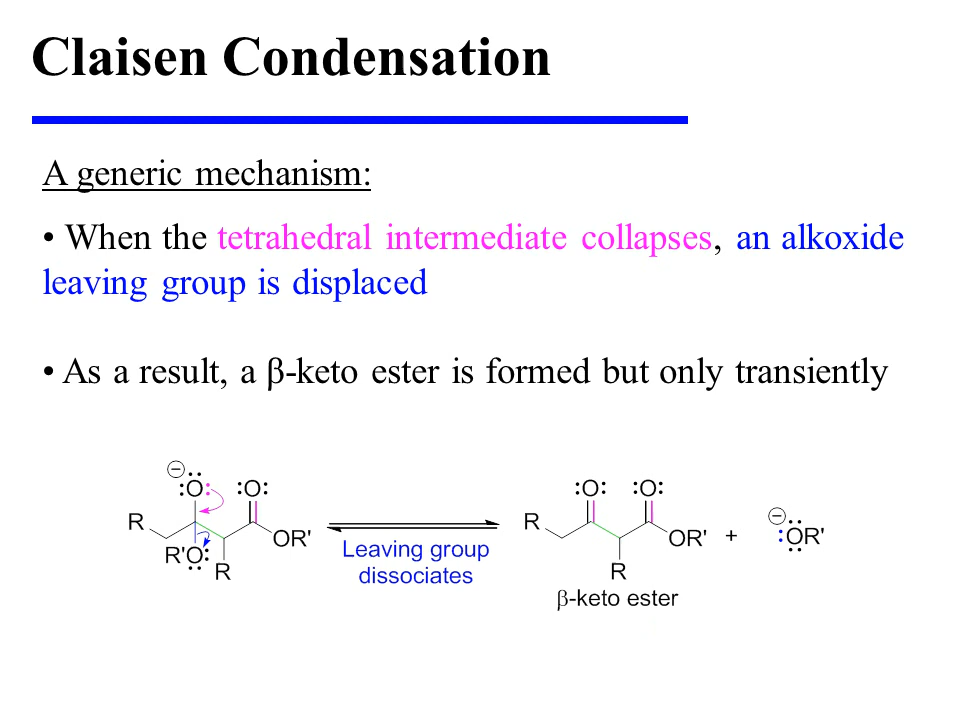 Claisen Condensation
A generic mechanism:
• When the tetrahedral intermediate collapses, an alkoxide
leaving group is displaced
• As a result, a β-keto ester is formed but only transiently
O O O O
R OR' R OR' + OR'
R'O R R
Leaving group
dissociates
β-keto ester